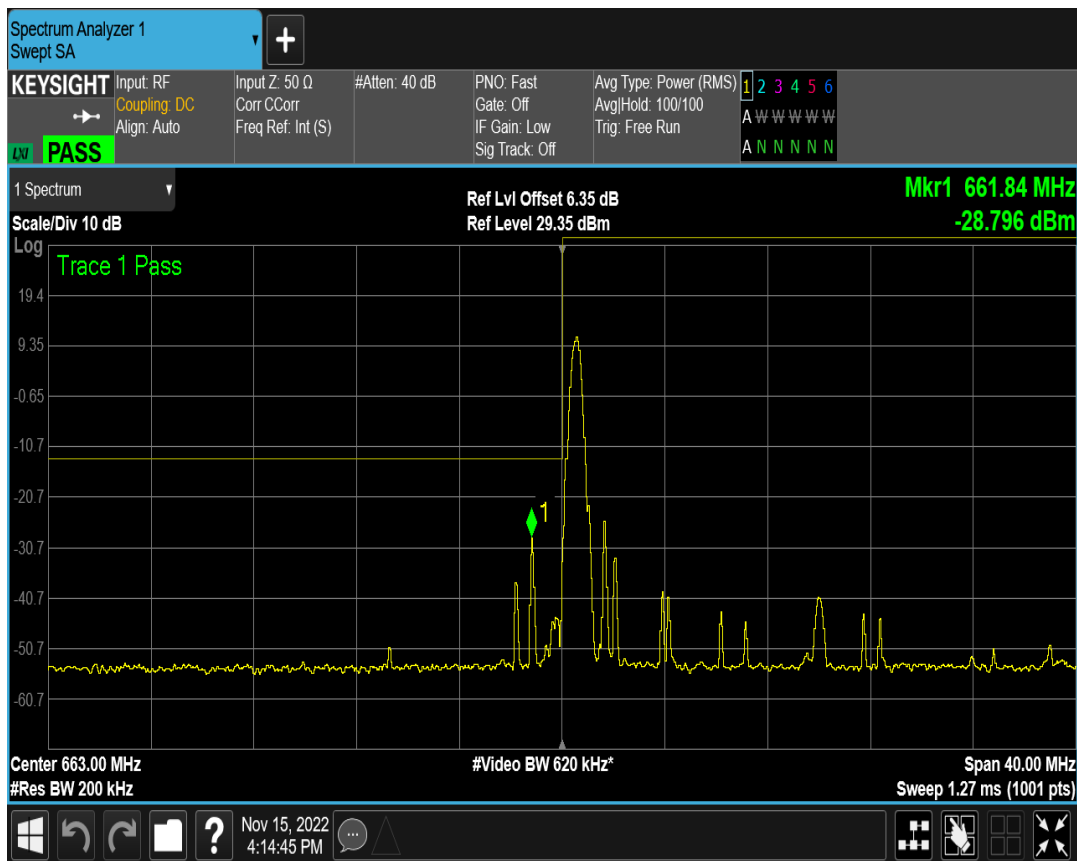 Spectrum Analyzer 1
Swept SA
+
KEYSIGHT
LXI PASS
Input: RF
Coupling: DC
Align: Auto
Input Z: 50 Ω
Corr CCorr
Freq Ref: Int (S)
#Atten: 40 dB
PNO: Fast
Gate: Off
IF Gain: Low
Sig Track: Off
Avg Type: Power (RMS)
Avg|Hold: 100/100
Trig: Free Run
1 2 3 4 5 6
A W W W W W
A N N N N N
1 Spectrum
Scale/Div 10 dB
Ref Lvl Offset 6.35 dB
Ref Level 29.35 dBm
Mkr1 661.84 MHz
-28.796 dBm
Log
Trace 1 Pass
19.4
9.35
-0.65
-10.7
-20.7
1
-30.7
-40.7
-50.7
-60.7
Center 663.00 MHz
#Res BW 200 kHz
#Video BW 620 kHz*
Span 40.00 MHz
Sweep 1.27 ms (1001 pts)
?
Nov 15, 2022
4:14:45 PM